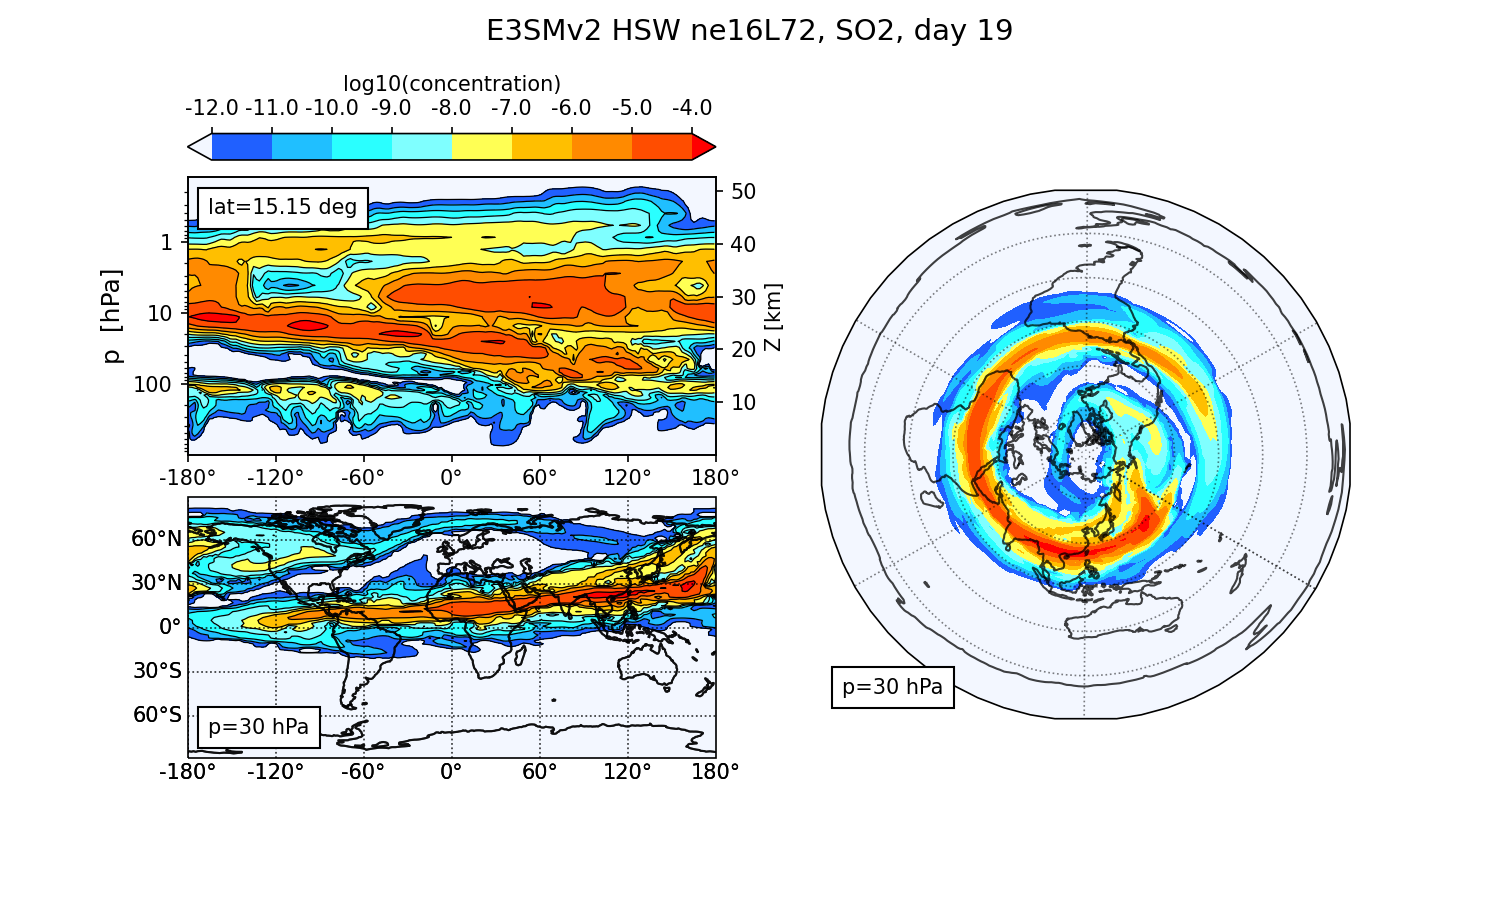 E3SMv2 HSW ne16L72, SO2, day 19
log10(concentration)
-12.0 -11.0 -10.0 -9.0 -8.0 -7.0 -6.0 -5.0 -4.0
lat=15.15 deg
p [hPa]
1
10
100
50
40
30
20
10
Z [km]
-180° -120° -60° 0° 60° 120° 180°
60°N
30°N
0°
30°S
60°S
p=30 hPa
-180° -120° -60° 0° 60° 120° 180°
p=30 hPa